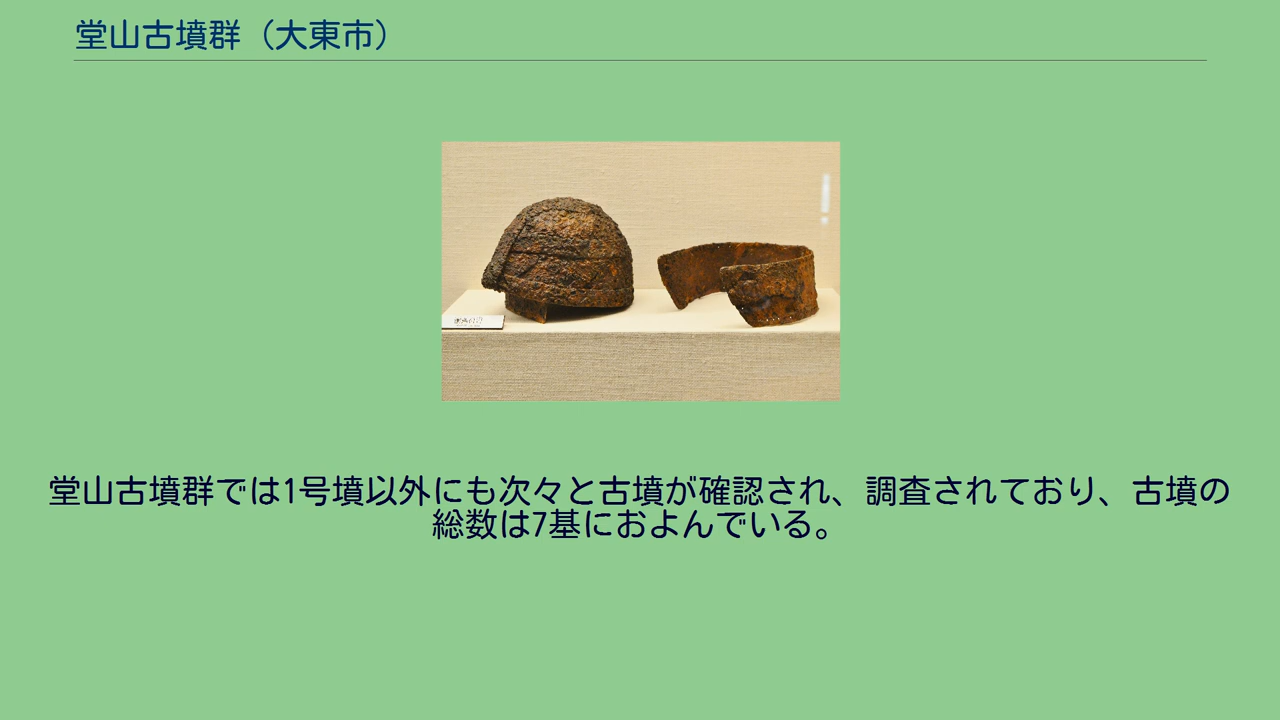 堂山古墳群（大東市）
堂山古墳群では1号墳以外にも次々と古墳が確認され、調査されており、古墳の
総数は7基におよんでいる。